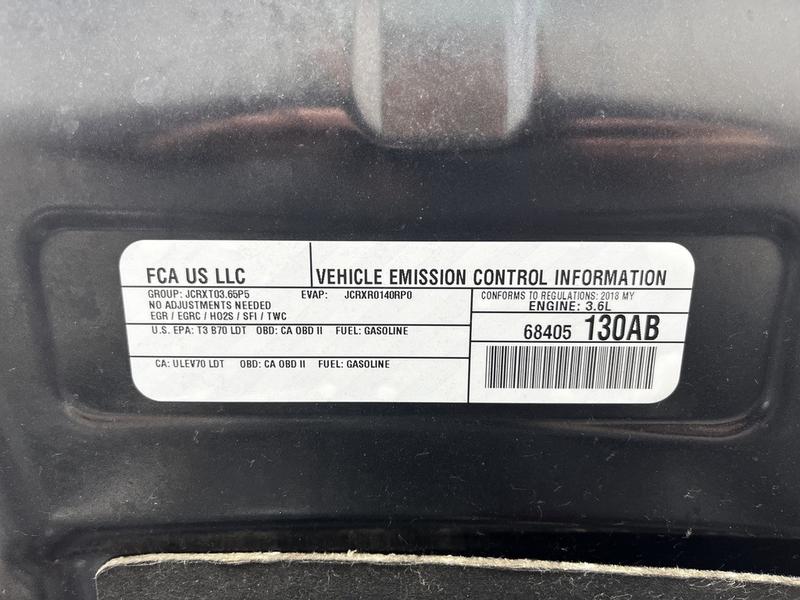 FCA US LLC
VEHICLE EMISSION CONTROL INFORMATION
GROUP: JCRXT03.65P5 EVAP: JCRXR0140RP0
NO ADJUSTMENTS NEEDED
EGR / EGRC / HO2S / SFI / TWC
CONFORMS TO REGULATIONS: 2018 MY
ENGINE: 3.6L
U.S. EPA: T3 B70 LDT OBD: CA OBD II FUEL: GASOLINE
68405 130AB
CA: ULEV70 LDT OBD: CA OBD II FUEL: GASOLINE